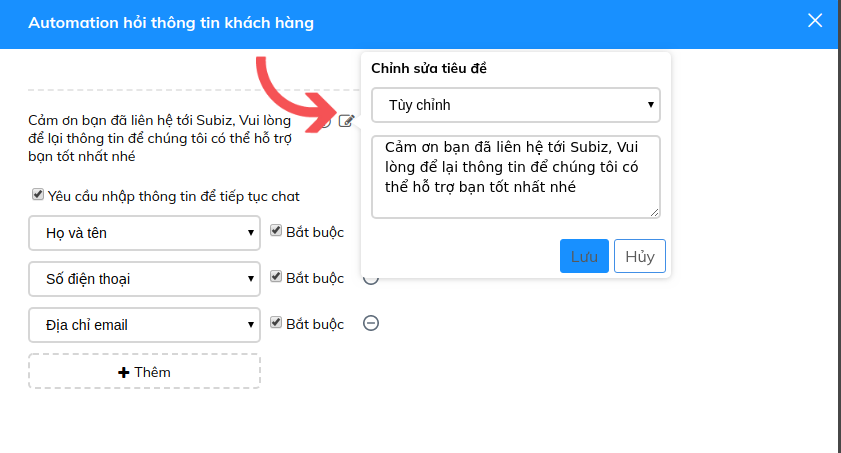 Automation hỏi thông tin khách hàng
Cảm ơn bạn đã liên hệ tới Subiz, Vui lòng
để lại thông tin để chúng tôi có thể hỗ trợ
bạn tốt nhất nhé
Yêu cầu nhập thông tin để tiếp tục chat
Họ và tên
Bắt buộc
Số điện thoại
Bắt buộc
Địa chỉ email
Bắt buộc
Thêm
Chỉnh sửa tiêu đề
Tùy chỉnh
Cảm ơn bạn đã liên hệ tới Subiz, Vui
lòng để lại thông tin để chúng tôi có
thể hỗ trợ bạn tốt nhất nhé
Lưu
Hủy